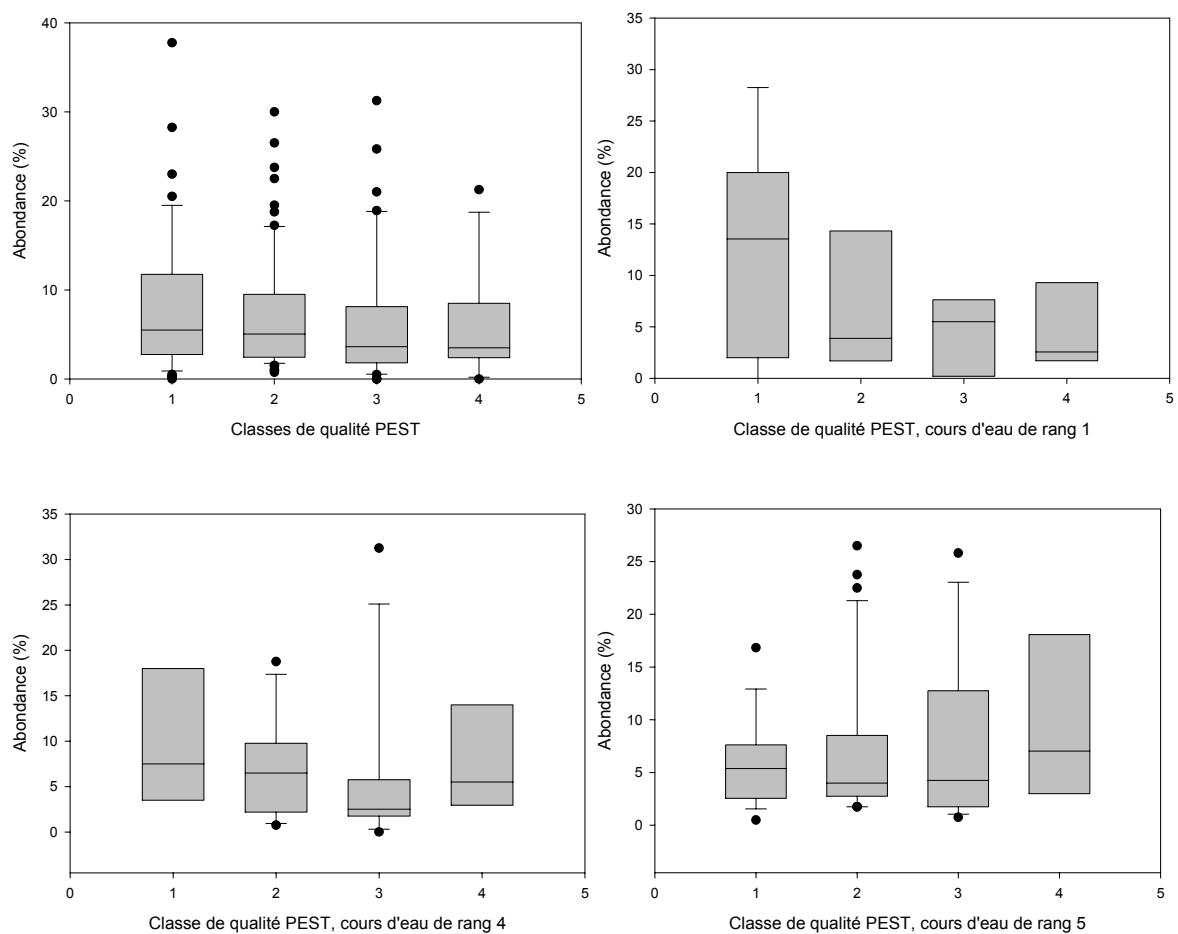 40
30
20
10
0
Abondance (%)
0 1 2 3 4 5
Classes de qualité PEST
35
30
25
20
15
10
5
0
Abondance (%)
0 1 2 3 4 5
Classe de qualité PEST, cours d'eau de rang 1
35
30
25
20
15
10
5
0
Abondance (%)
0 1 2 3 4 5
Classe de qualité PEST, cours d'eau de rang 4
30
25
20
15
10
5
0
Abondance (%)
0 1 2 3 4 5
Classe de qualité PEST, cours d'eau de rang 5